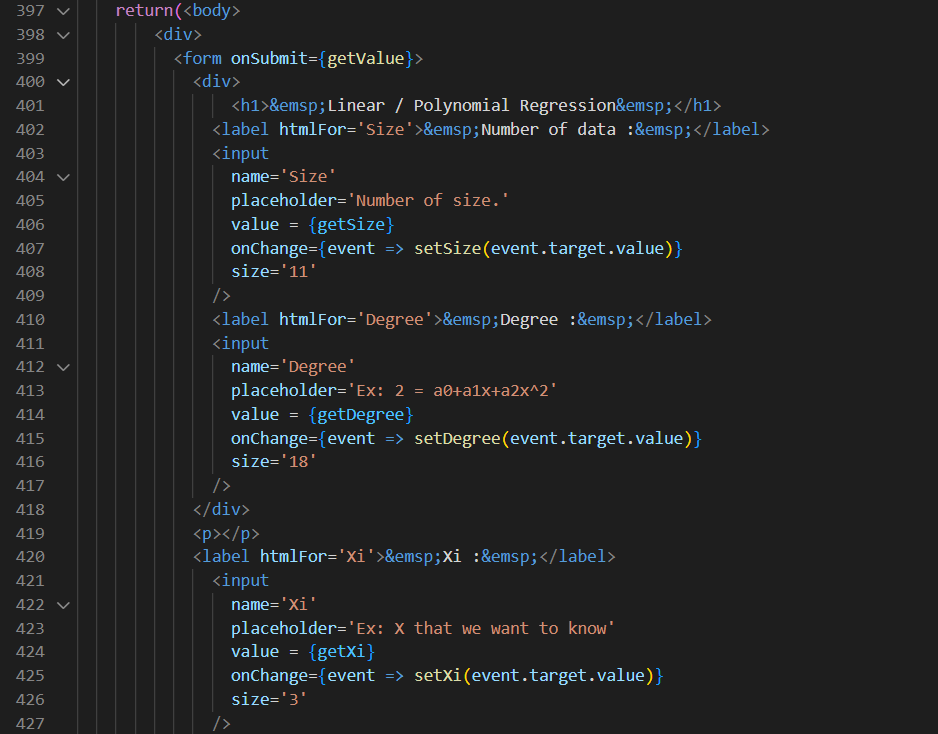 397 return(<body>
398 <div>
399 <form onSubmit={getValue}>
400 <div>
401 <h1>&emsp;Linear / Polynomial Regression&emsp;</h1>
402 <label htmlFor='Size'>&emsp;Number of data :&emsp;</label>
403 <input
404 name='Size'
405 placeholder='Number of size.'
406 value = {getSize}
407 onChange={event => setSize(event.target.value)}
408 size='11'
409 />
410 <label htmlFor='Degree'>&emsp;Degree :&emsp;</label>
411 <input
412 name='Degree'
413 placeholder='Ex: 2 = a0+a1x+a2x^2'
414 value = {getDegree}
415 onChange={event => setDegree(event.target.value)}
416 size='18'
417 />
418 </div>
419 <p></p>
420 <label htmlFor='Xi'>&emsp;Xi :&emsp;</label>
421 <input
422 name='Xi'
423 placeholder='Ex: X that we want to know'
424 value = {getXi}
425 onChange={event => setXi(event.target.value)}
426 size='3'
427 />